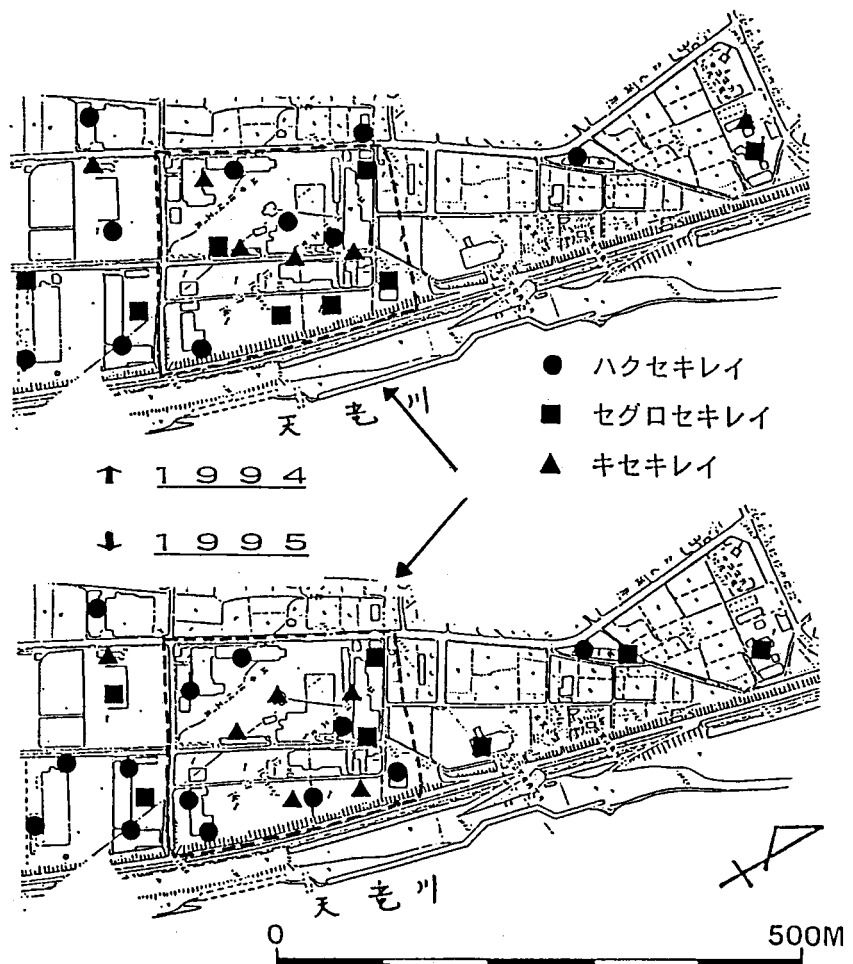 ● ハクセキレイ
■ セグロセキレイ
▲ キセキレイ
天竜川
↑ 1994
↓ 1995
天竜川
0 500M